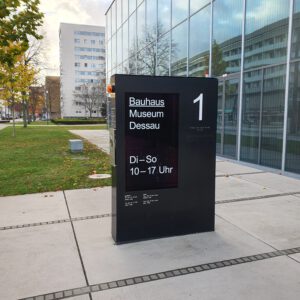 Bauhaus
Museum
Dessau
1
Di – So
10 – 17 Uhr